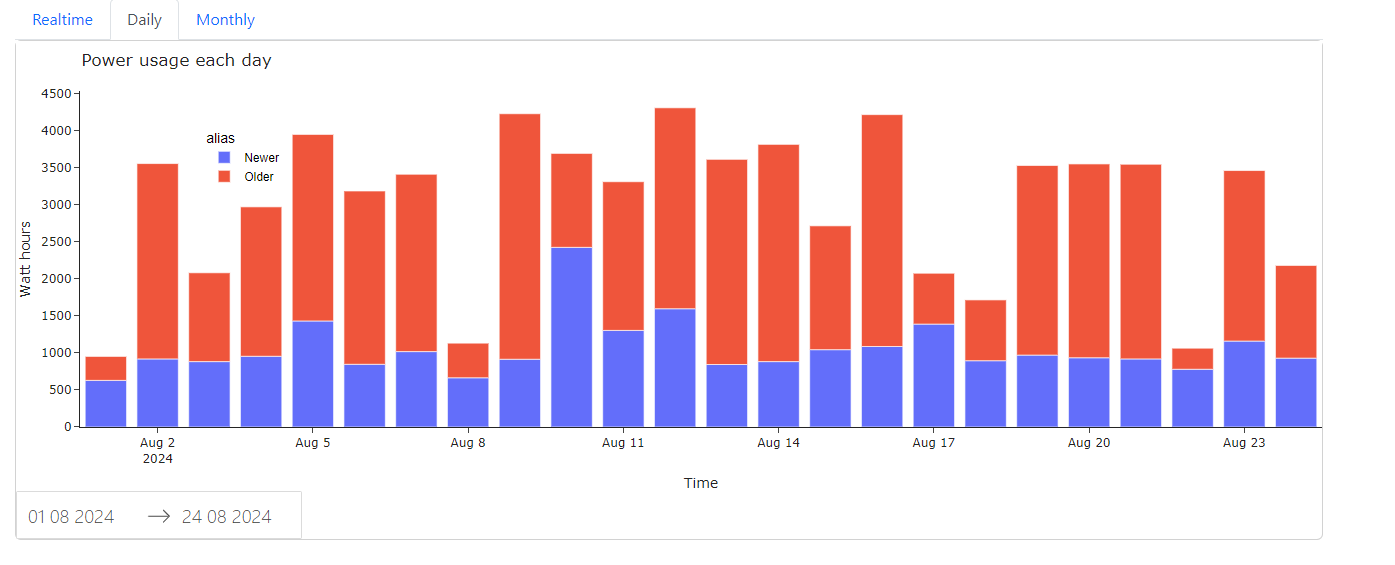 Realtime Daily Monthly
Power usage each day
4500
4000
3500
3000
2500
2000
1500
1000
500
0
Watt hours
alias
Newer
Older
Aug 2 Aug 5 Aug 8 Aug 11 Aug 14 Aug 17 Aug 20 Aug 23
2024
Time
01 08 2024 → 24 08 2024